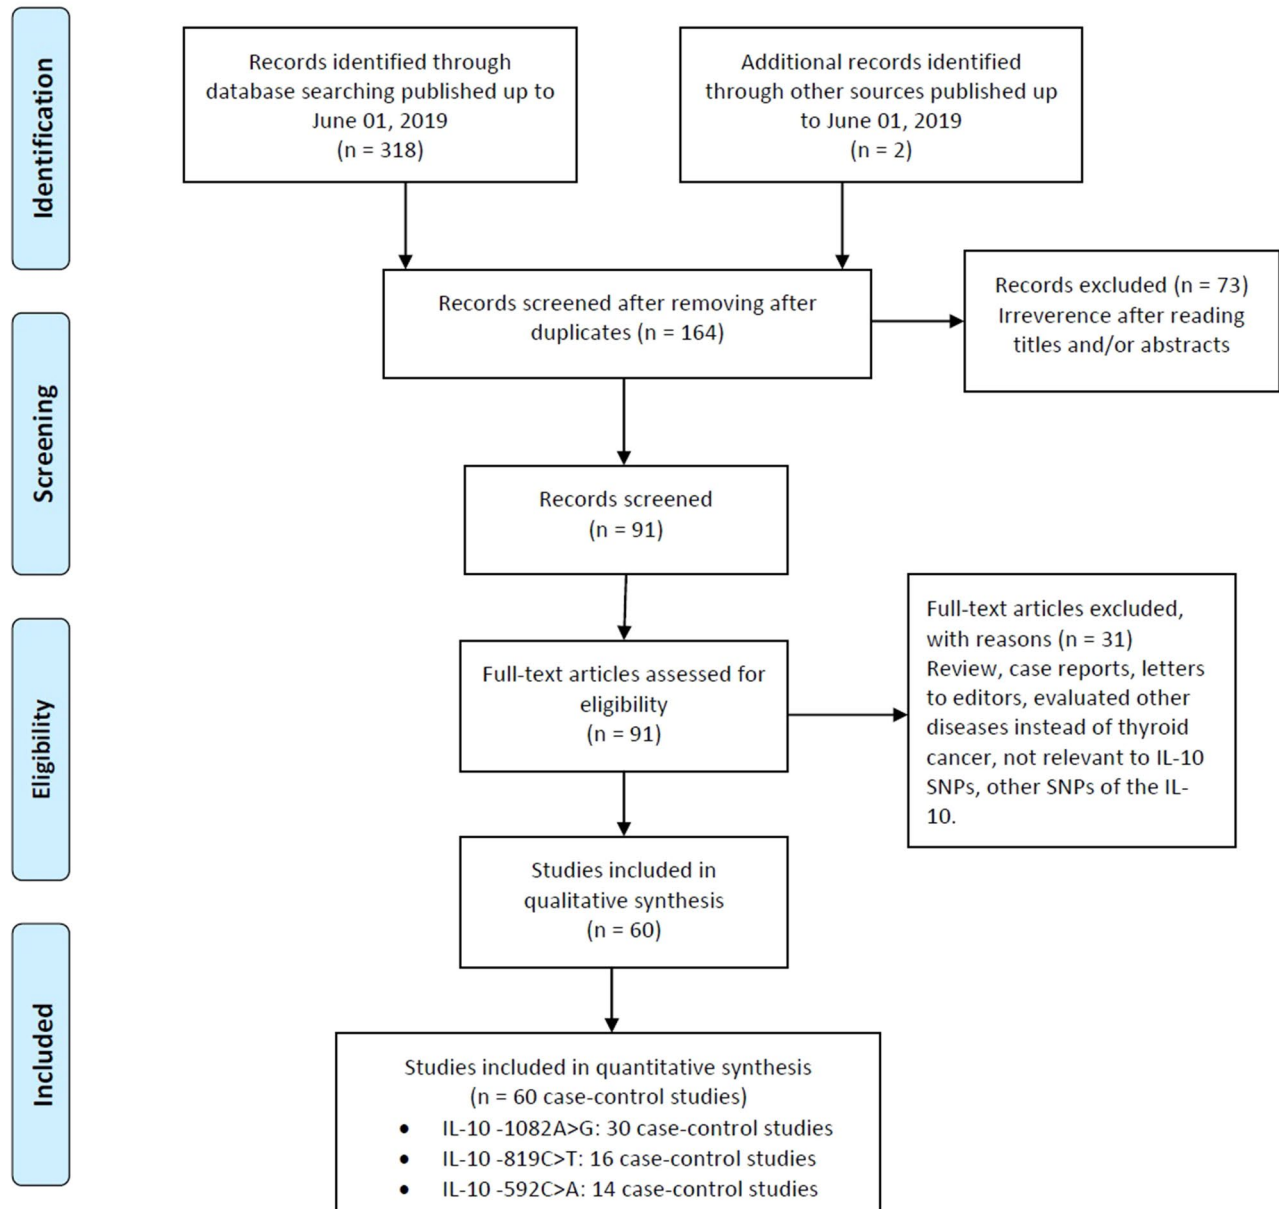 Identification
Records identified through
database searching published up to
June 01, 2019
(n = 318)
Additional records identified
through other sources published up
to June 01, 2019
(n = 2)
Records screened after removing after
duplicates (n = 164)
Records excluded (n = 73)
Irreverence after reading
titles and/or abstracts
Screening
Records screened
(n = 91)
Eligibility
Full-text articles assessed for
eligibility
(n = 91)
Full-text articles excluded,
with reasons (n = 31)
Review, case reports, letters
to editors, evaluated other
diseases instead of thyroid
cancer, not relevant to IL-10
SNPs, other SNPs of the IL-
10.
Studies included in
qualitative synthesis
(n = 60)
Included
Studies included in quantitative synthesis
(n = 60 case-control studies)
• IL-10 -1082A>G: 30 case-control studies
• IL-10 -819C>T: 16 case-control studies
• IL-10 -592C>A: 14 case-control studies